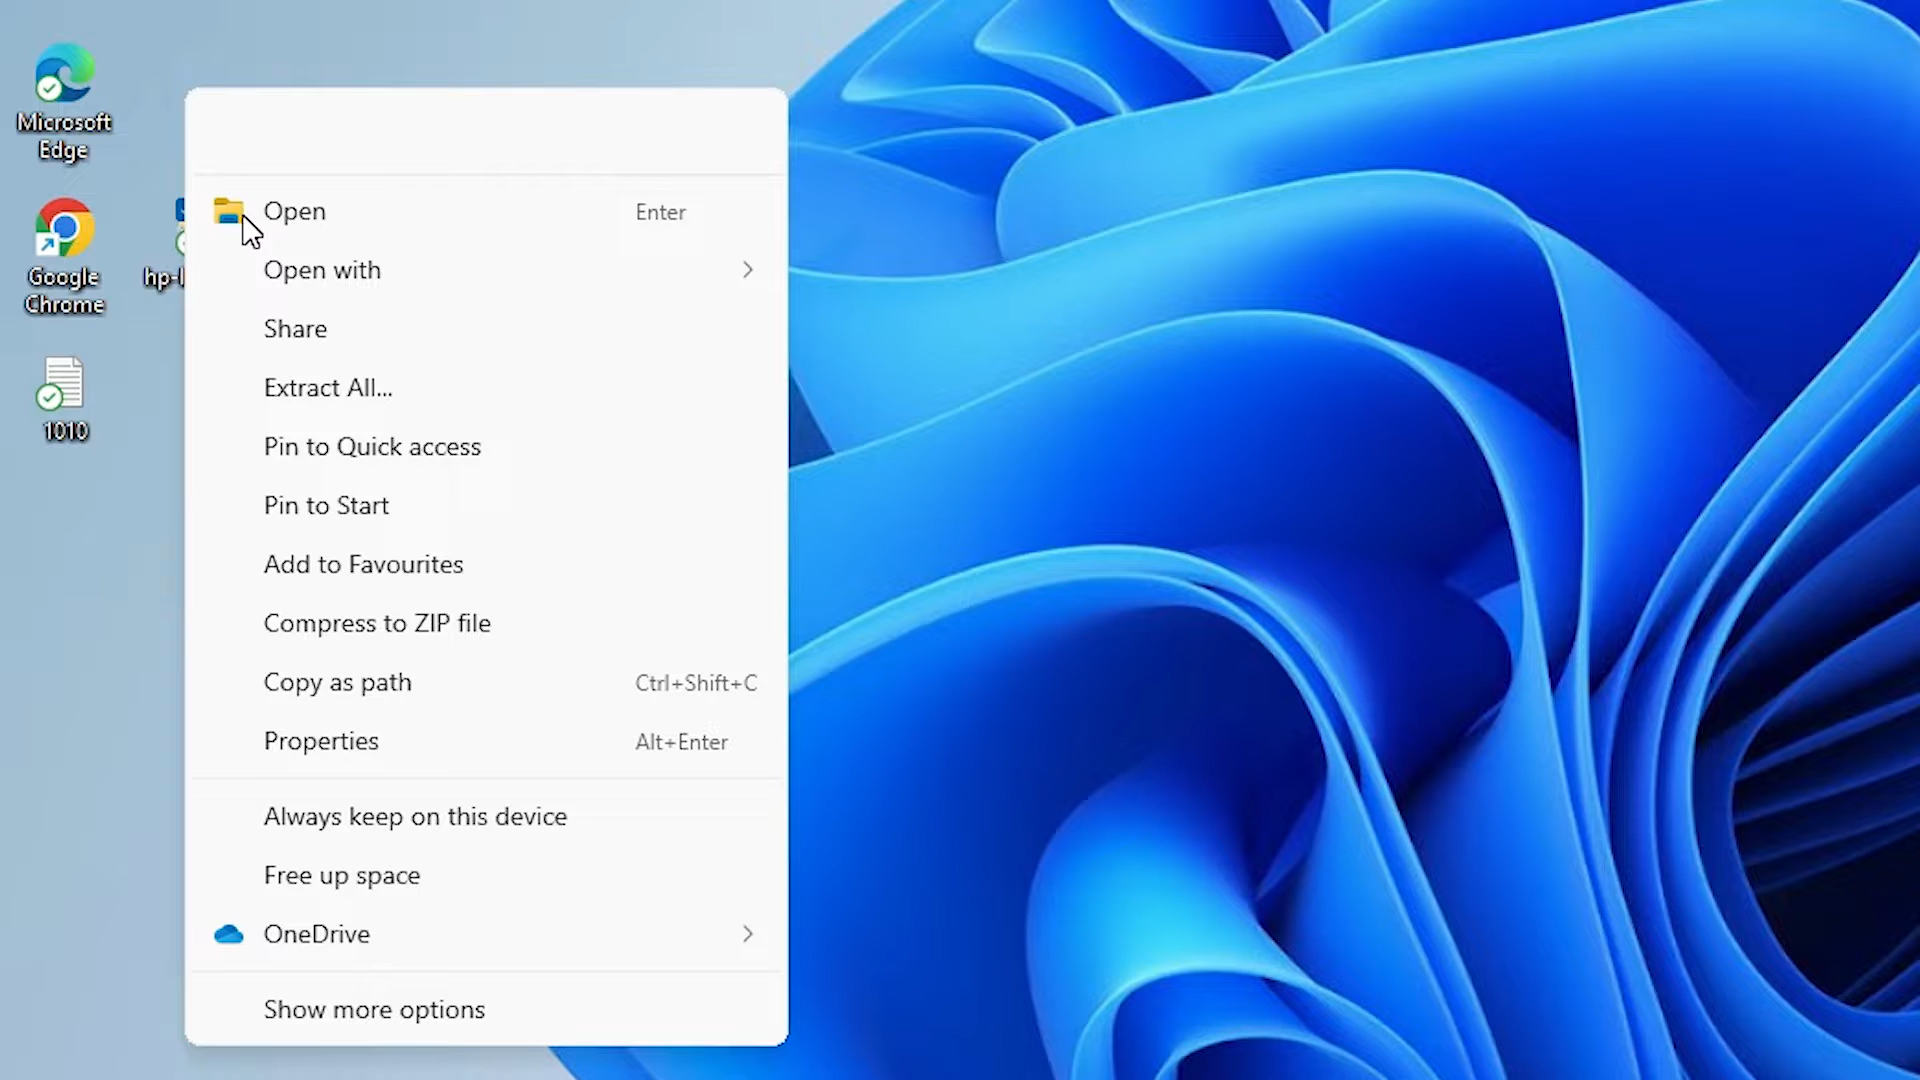 Microsoft
Edge
Google
Chrome
hp-l
1010
Open Enter
Open with
Share
Extract All...
Pin to Quick access
Pin to Start
Add to Favourites
Compress to ZIP file
Copy as path Ctrl+Shift+C
Properties Alt+Enter
Always keep on this device
Free up space
OneDrive
Show more options